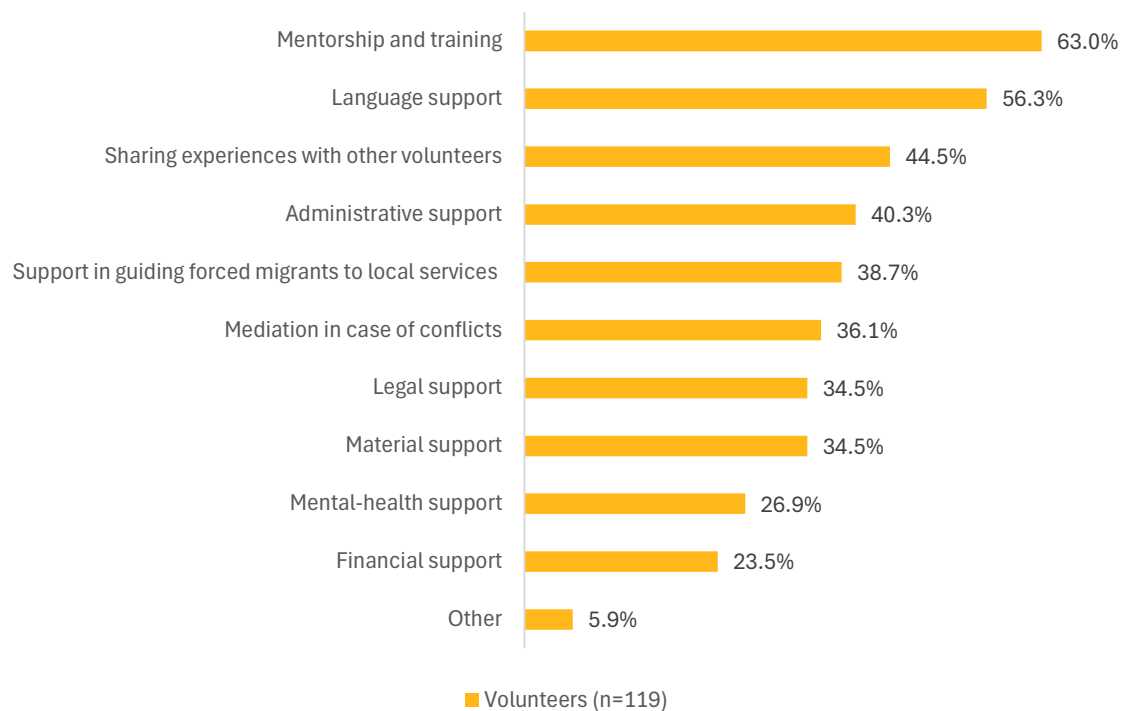 Mentorship and training 63.0%
Language support 56.3%
Sharing experiences with other volunteers 44.5%
Administrative support 40.3%
Support in guiding forced migrants to local services 38.7%
Mediation in case of conflicts 36.1%
Legal support 34.5%
Material support 34.5%
Mental-health support 26.9%
Financial support 23.5%
Other 5.9%
Volunteers (n=119)